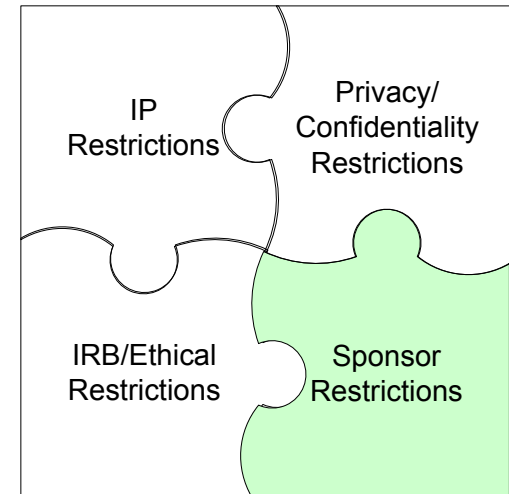 IP
Restrictions
Privacy/
Confidentiality
Restrictions
IRB/Ethical
Restrictions
Sponsor
Restrictions